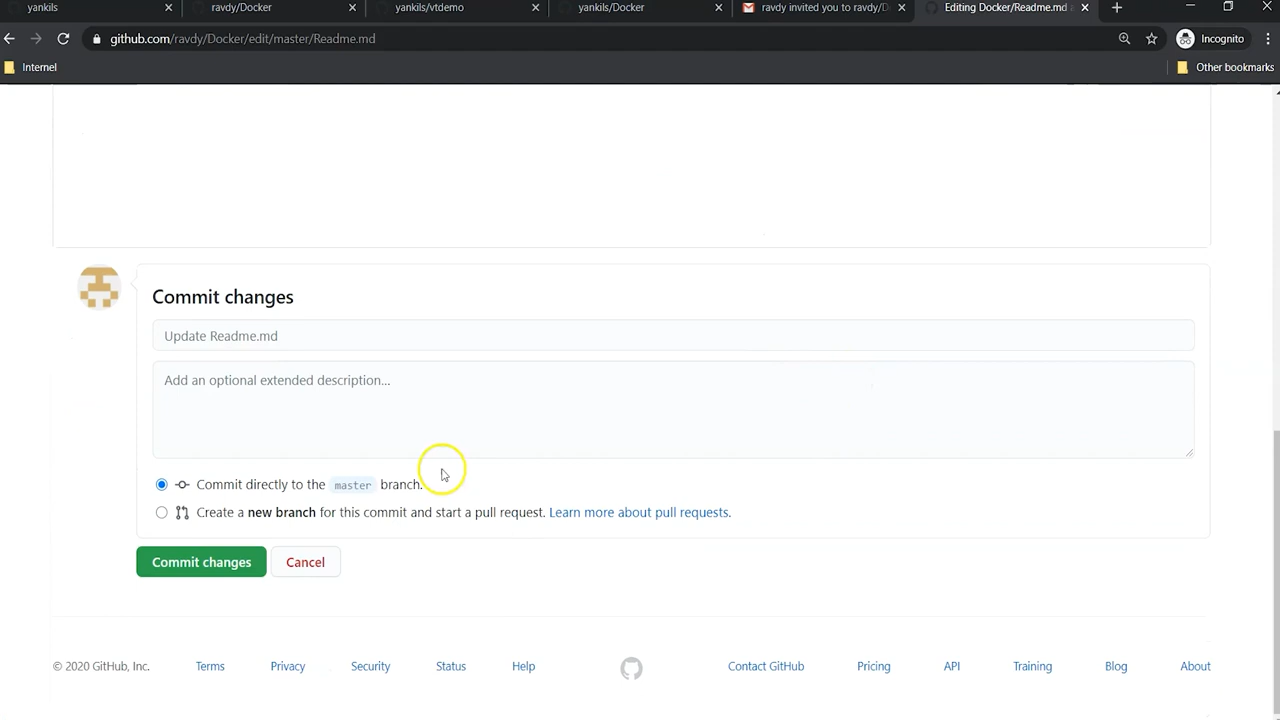 yankils
ravdy/Docker
yankils/vtdemo
yankils/Docker
ravdy invited you to ravdy/D
Editing Docker/Readme.md a
github.com/ravdy/Docker/edit/master/Readme.md
Incognito
Internet
Other bookmarks
Commit changes
Update Readme.md
Add an optional extended description...
Commit directly to the master branch.
Create a new branch for this commit and start a pull request. Learn more about pull requests.
Commit changes
Cancel
© 2020 GitHub, Inc.
Terms
Privacy
Security
Status
Help
Contact GitHub
Pricing
API
Training
Blog
About